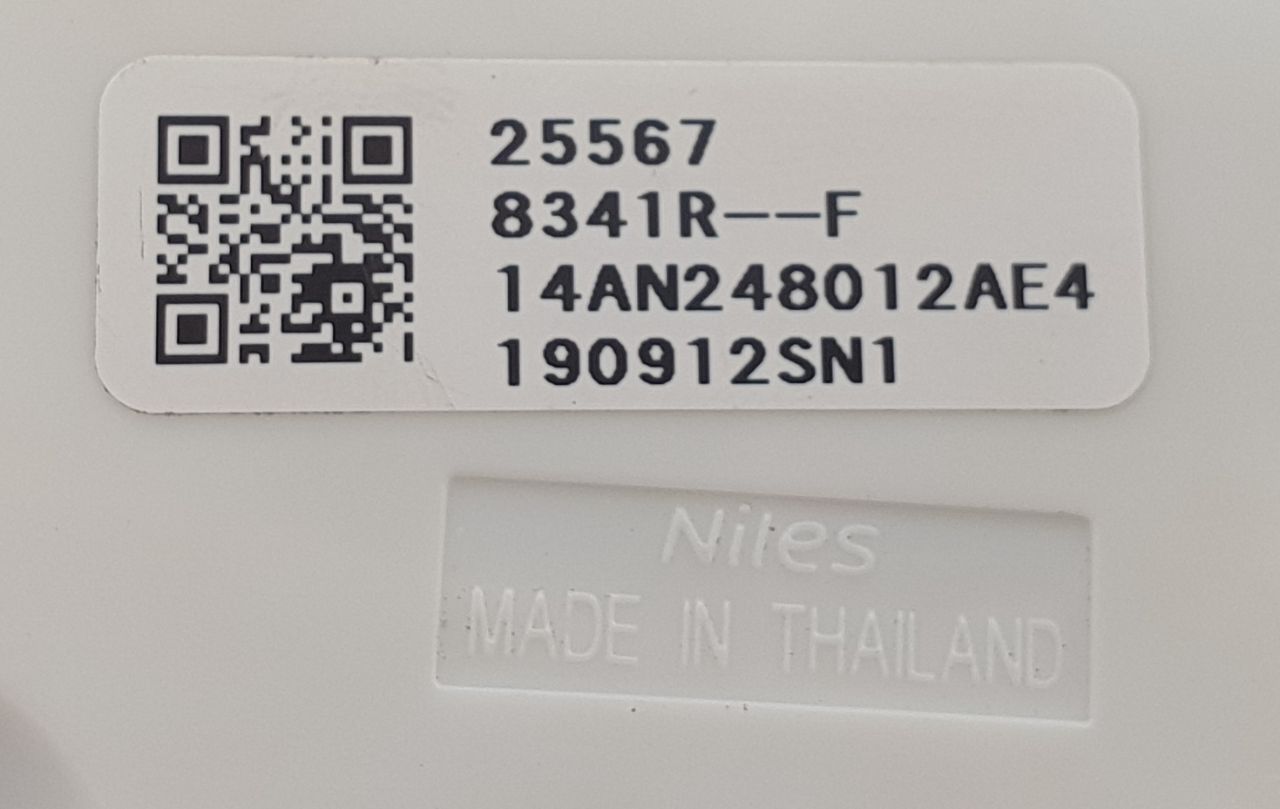 25567
8341R--F
14AN248012AE4
190912SN1
Niles
MADE IN THAILAND